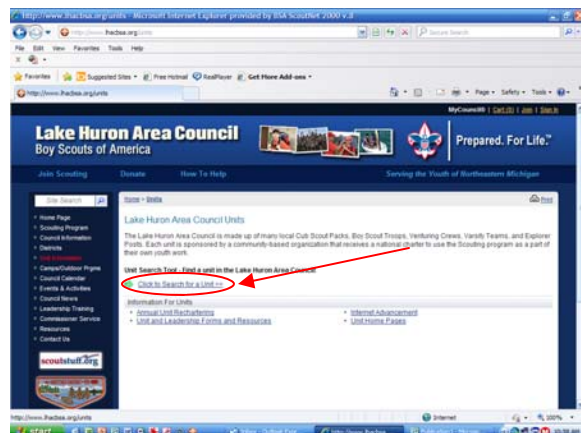 http://www.lhacbsa.org/units - Microsoft Internet Explorer provided by BSA ScoutNet 2000 v.8
File Edit View Favorites Tools Help
Favorites Suggested Sites Free Hotmail RealPlayer Get More Add-ons
http://www.lhacbsa.org/units
Page Safety Tools
MyCouncil® | Cart (0) | Join | Sign In
Lake Huron Area Council
Boy Scouts of America
Prepared. For Life.™
Join Scouting Donate How To Help Serving the Youth of Northeastern Michigan
Site Search
Home > Units
Print
Home Page
Scouting Program
Council Information
Districts
Unit Information
Camps/Outdoor Prgms
Council Calendar
Events & Activities
Council News
Leadership Training
Commissioner Service
Resources
Contact Us
scoutstuff.org
Lake Huron Area Council Units
The Lake Huron Area Council is made up of many local Cub Scout Packs, Boy Scout Troops, Venturing Crews, Varsity Teams, and Explorer
Posts. Each unit is sponsored by a community-based organization that receives a national charter to use the Scouting program as a part of
their own youth work.
Unit Search Tool - Find a unit in the Lake Huron Area Council:
Click to Search for a Unit >>
Information For Units
Annual Unit Rechartering
Internet Advancement
Unit and Leadership Forms and Resources
Unit Home Pages
http://www.lhacbsa.org/units
Internet
100%
start